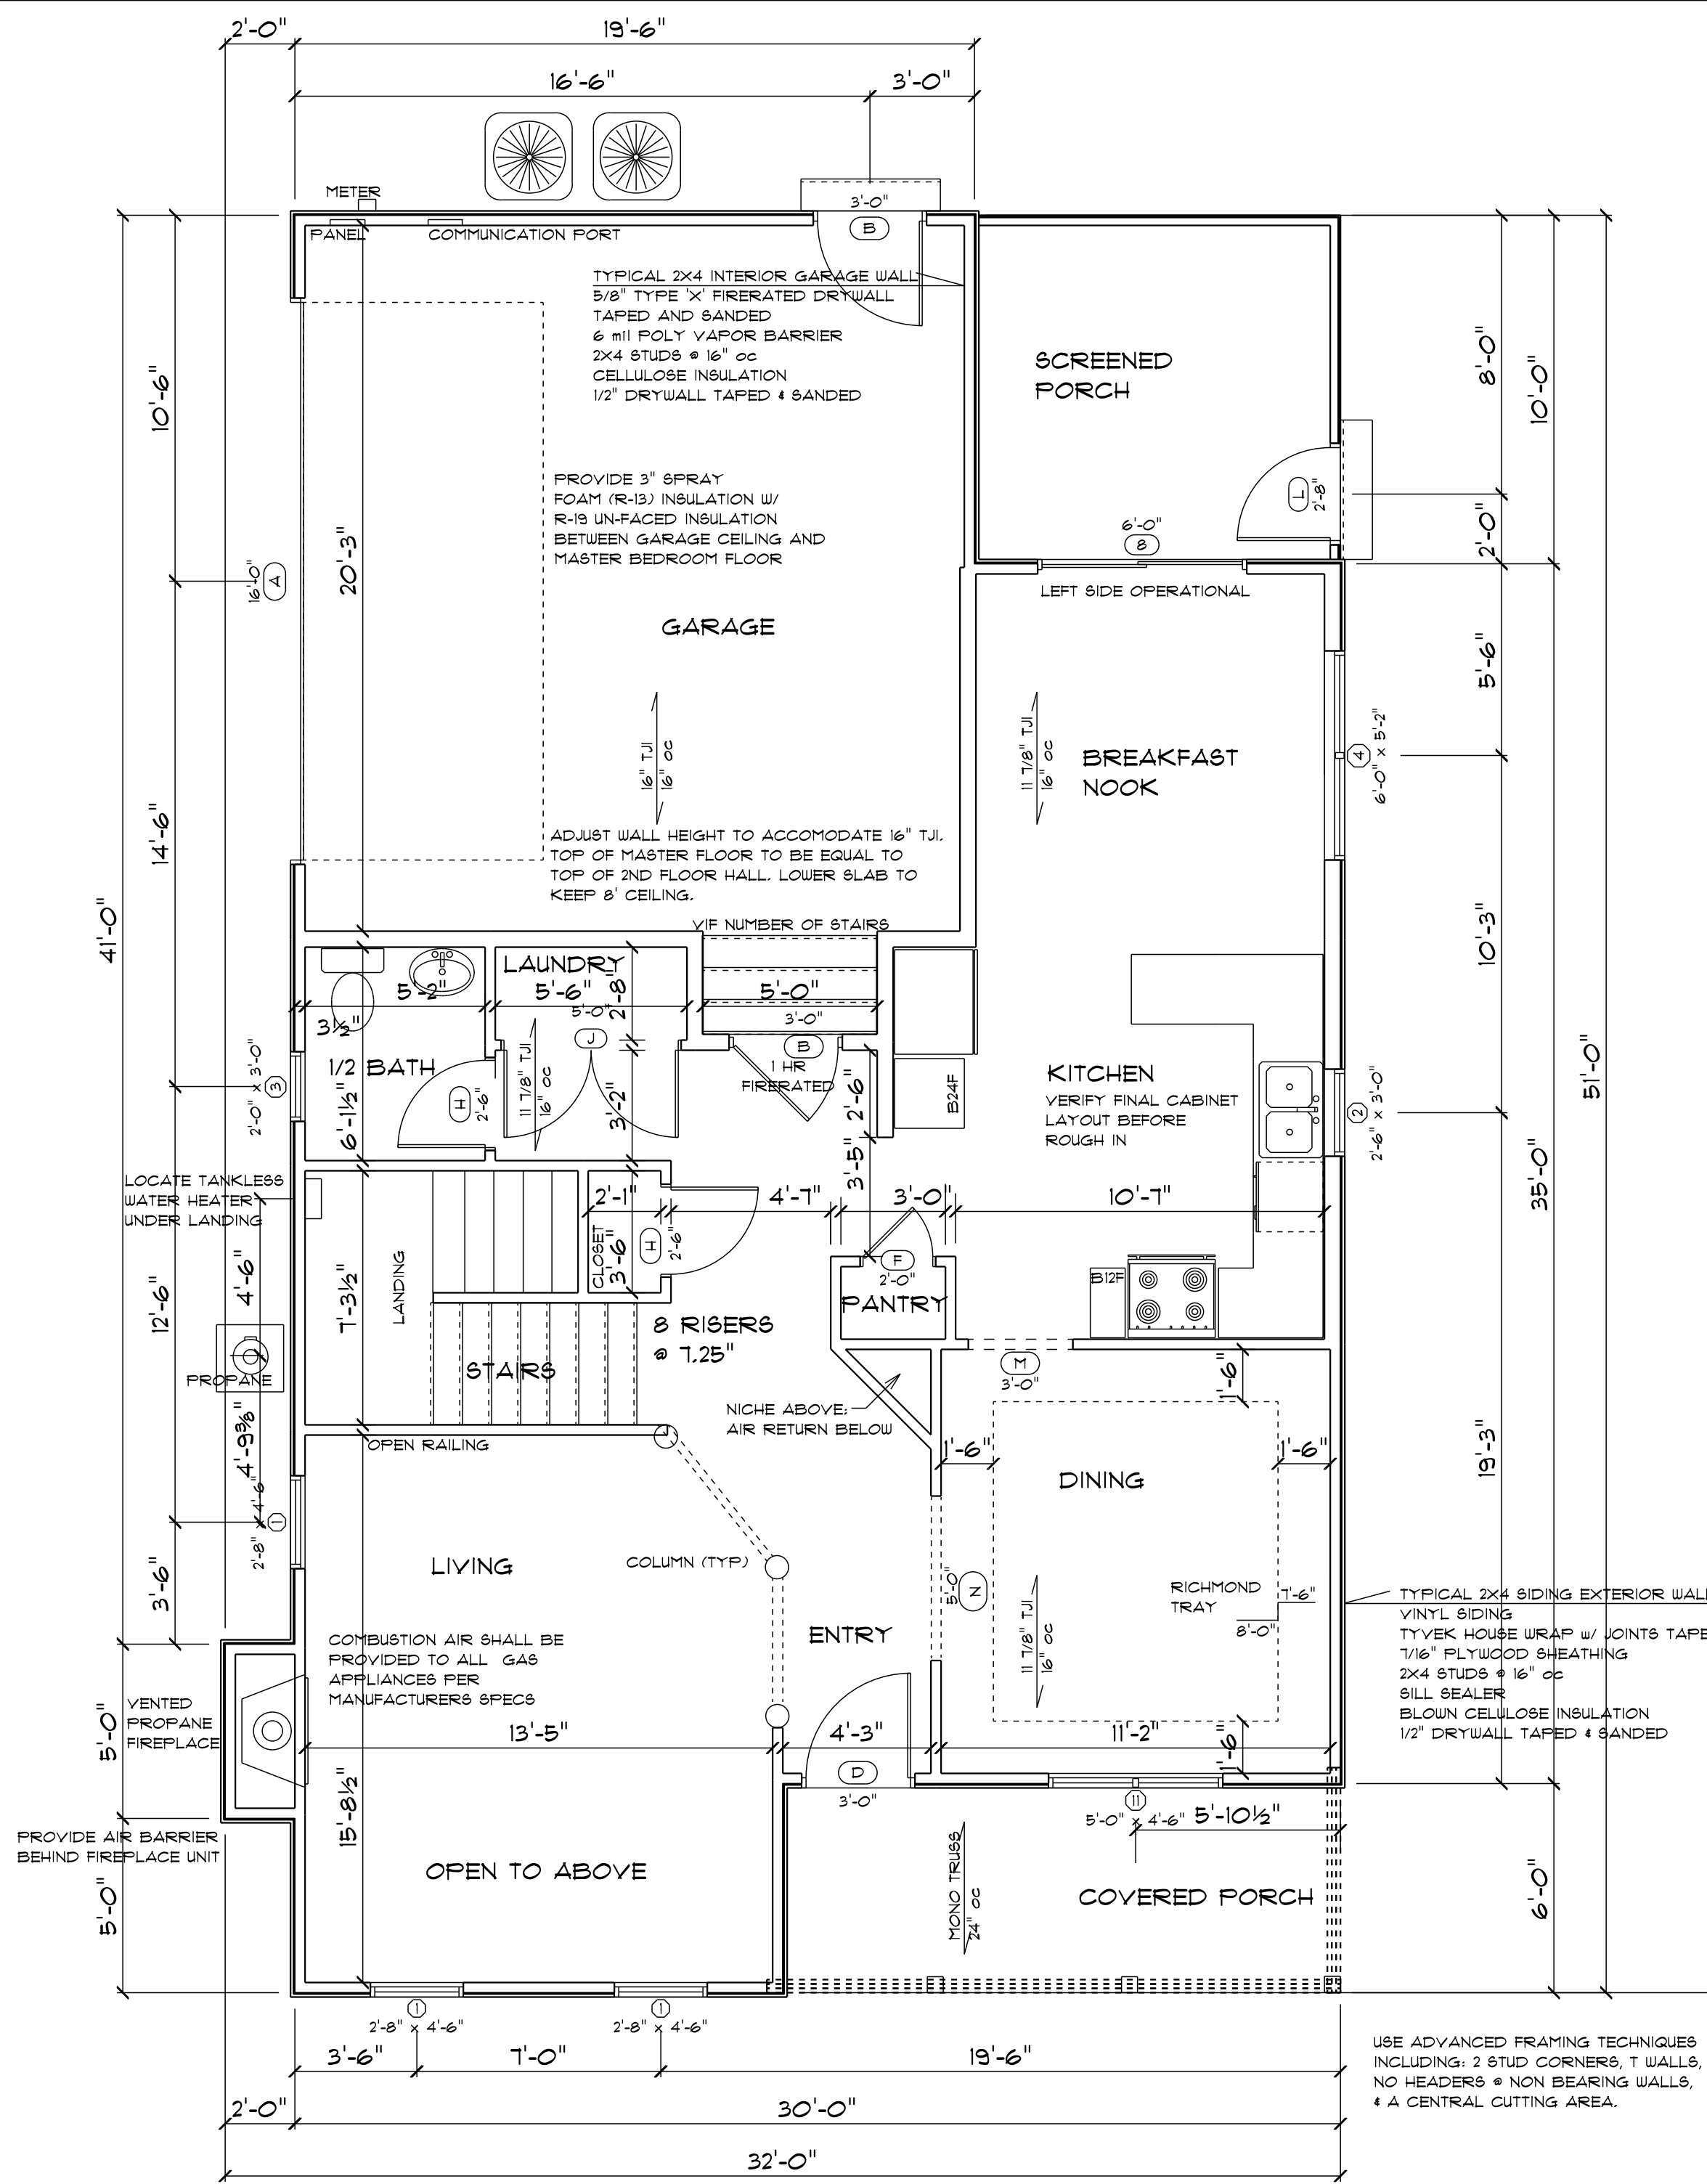 2'-0"
19'-6"
16'-6"
3'-0"
METER
PANEL
COMMUNICATION PORT
3'-0"
B
TYPICAL 2X4 INTERIOR GARAGE WALL
5/8" TYPE 'X' FIRERATED DRYWALL
TAPED AND SANDED
6 mil POLY VAPOR BARRIER
2X4 STUDS @ 16" OC
CELLULOSE INSULATION
1/2" DRYWALL TAPED & SANDED
SCREENED
PORCH
8'-0"
10'-0"
10'-6"
PROVIDE 3" SPRAY
FOAM (R-13) INSULATION W/
R-19 UN-FACED INSULATION
BETWEEN GARAGE CEILING AND
MASTER BEDROOM FLOOR
L
2'-8"
2'-0"
6'-0"
8
LEFT SIDE OPERATIONAL
20'-3"
16'-0"
A
GARAGE
5'-6"
16" TJI
16" OC
11 7/8" TJI
16" OC
BREAKFAST
NOOK
4
6'-0" x 5'-2"
14'-6"
41'-0"
ADJUST WALL HEIGHT TO ACCOMODATE 16" TJI.
TOP OF MASTER FLOOR TO BE EQUAL TO
TOP OF 2ND FLOOR HALL. LOWER SLAB TO
KEEP 8' CEILING.
VIF NUMBER OF STAIRS
10'-3"
LAUNDRY
5'-2"
5'-6"
5'-0"
2'-8"
5'-0"
3'-0"
3½"
J
B
1/2 BATH
1 HR
FIRERATED
11 7/8" TJI
16" OC
H
2'-6"
3
2'-0" x 3'-0"
6'-1½"
3'-2"
2'-6"
B24F
KITCHEN
VERIFY FINAL CABINET
LAYOUT BEFORE
ROUGH IN
2
2'-6" x 3'-0"
51'-0"
35'-0"
LOCATE TANKLESS
WATER HEATER
UNDER LANDING
3'-5"
2'-1"
4'-7"
3'-0"
10'-7"
CLOSET
3'-6"
H
2'-6"
F
2'-0"
PANTRY
B12F
LANDING
7'-3½"
4'-6"
12'-6"
8 RISERS
@ 7.25"
STAIRS
PROPANE
M
3'-0"
1'-6"
NICHE ABOVE;
AIR RETURN BELOW
OPEN RAILING
4'-9⅜"
1'-6"
1'-6"
DINING
19'-3"
1
2'-8" x 4'-6"
LIVING
COLUMN (TYP)
3'-6"
N
5'-0"
RICHMOND
TRAY
7'-6"
8'-0"
ENTRY
11 7/8" TJI
16" OC
TYPICAL 2X4 SIDING EXTERIOR WALL
VINYL SIDING
TYVEK HOUSE WRAP w/ JOINTS TAPE
7/16" PLYWOOD SHEATHING
2X4 STUDS @ 16" OC
SILL SEALER
BLOWN CELULOSE INSULATION
1/2" DRYWALL TAPED & SANDED
COMBUSTION AIR SHALL BE
PROVIDED TO ALL GAS
APPLIANCES PER
MANUFACTURERS SPECS
VENTED
PROPANE
FIREPLACE
5'-0"
13'-5"
4'-3"
11'-2"
1'-6"
D
3'-0"
11
5'-0" x 4'-6"
5'-10½"
15'-8½"
PROVIDE AIR BARRIER
BEHIND FIREPLACE UNIT
OPEN TO ABOVE
MONO TRUSS
24" OC
COVERED PORCH
5'-0"
6'-0"
1
2'-8" x 4'-6"
1
2'-8" x 4'-6"
3'-6"
7'-0"
19'-6"
USE ADVANCED FRAMING TECHNIQUES
INCLUDING: 2 STUD CORNERS, T WALLS,
NO HEADERS @ NON BEARING WALLS,
& A CENTRAL CUTTING AREA.
2'-0"
30'-0"
32'-0"